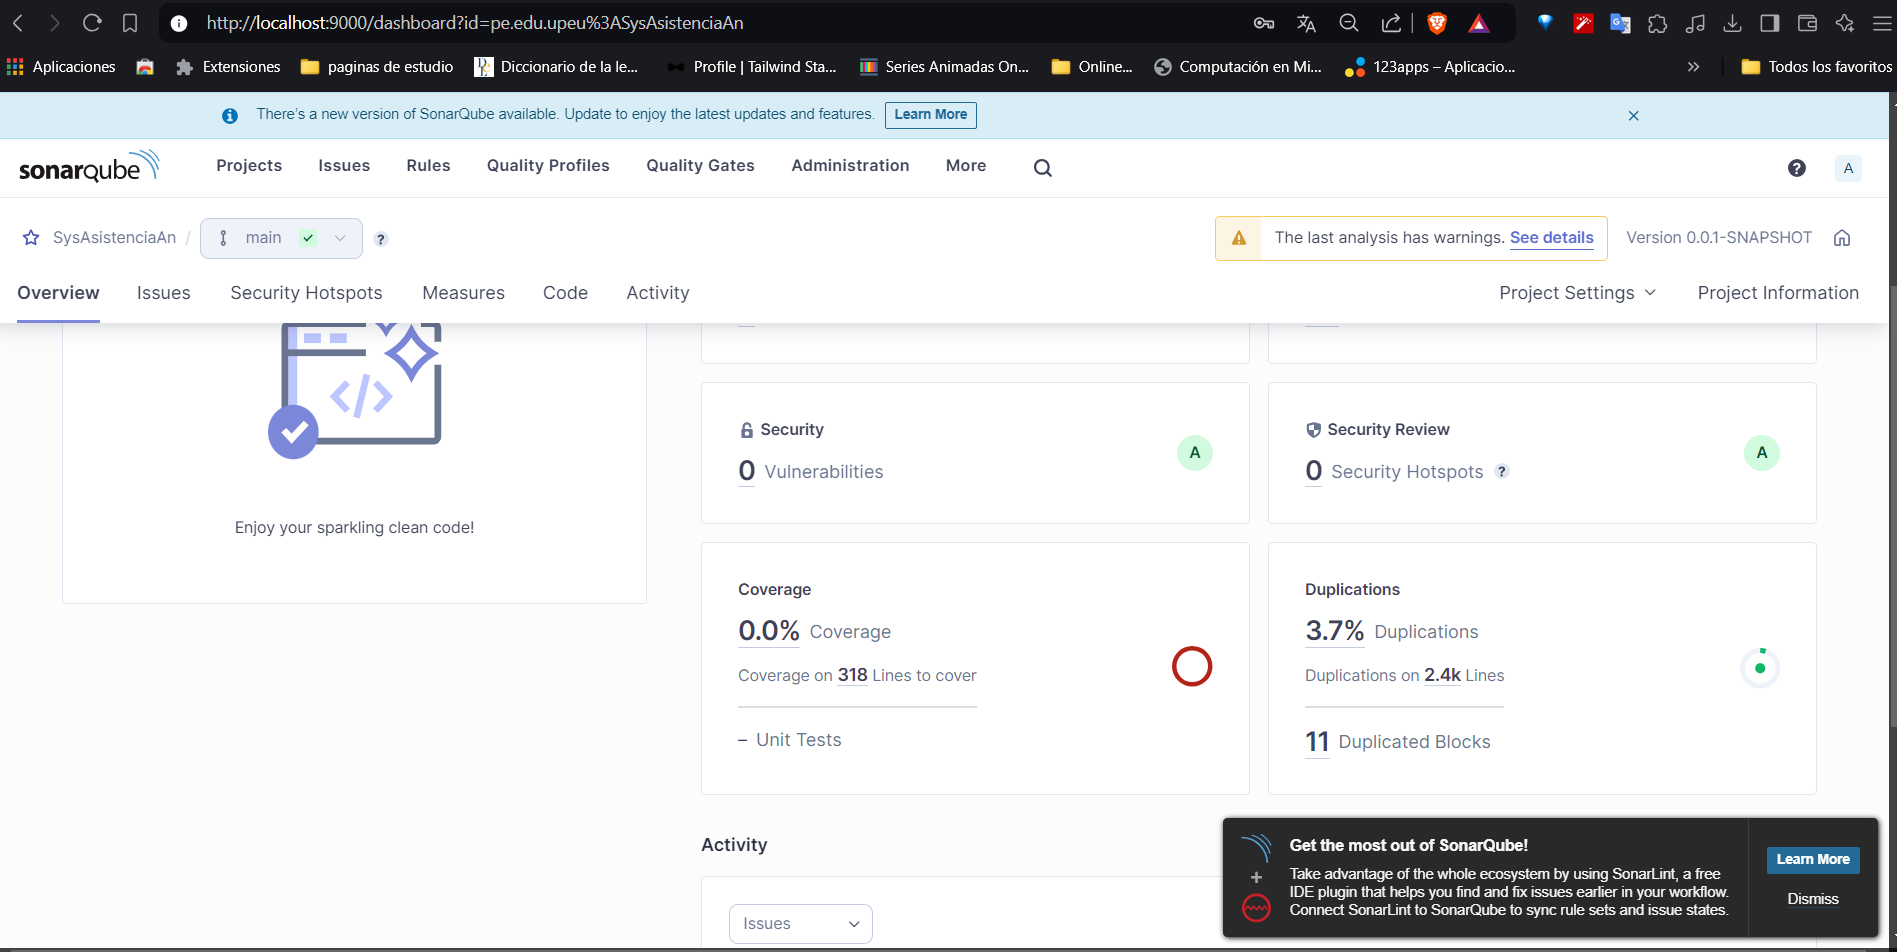 http://localhost:9000/dashboard?id=pe.edu.upeu%3ASysAsistenciaAn
Aplicaciones
Extensiones
paginas de estudio
Diccionario de la le...
Profile | Tailwind Sta...
Series Animadas On...
Online...
Computación en Mi...
123apps – Aplicacio...
»
Todos los favoritos
There's a new version of SonarQube available. Update to enjoy the latest updates and features.
Learn More
sonarqube
Projects
Issues
Rules
Quality Profiles
Quality Gates
Administration
More
A
SysAsistenciaAn /
main
The last analysis has warnings. See details
Version 0.0.1-SNAPSHOT
Overview
Issues
Security Hotspots
Measures
Code
Activity
Project Settings
Project Information
</>
Enjoy your sparkling clean code!
Security
0 Vulnerabilities
A
Security Review
0 Security Hotspots ?
A
Coverage
0.0% Coverage
Coverage on 318 Lines to cover
– Unit Tests
Duplications
3.7% Duplications
Duplications on 2.4k Lines
11 Duplicated Blocks
Activity
Issues
Get the most out of SonarQube!
Take advantage of the whole ecosystem by using SonarLint, a free
IDE plugin that helps you find and fix issues earlier in your workflow.
Connect SonarLint to SonarQube to sync rule sets and issue states.
Learn More
Dismiss